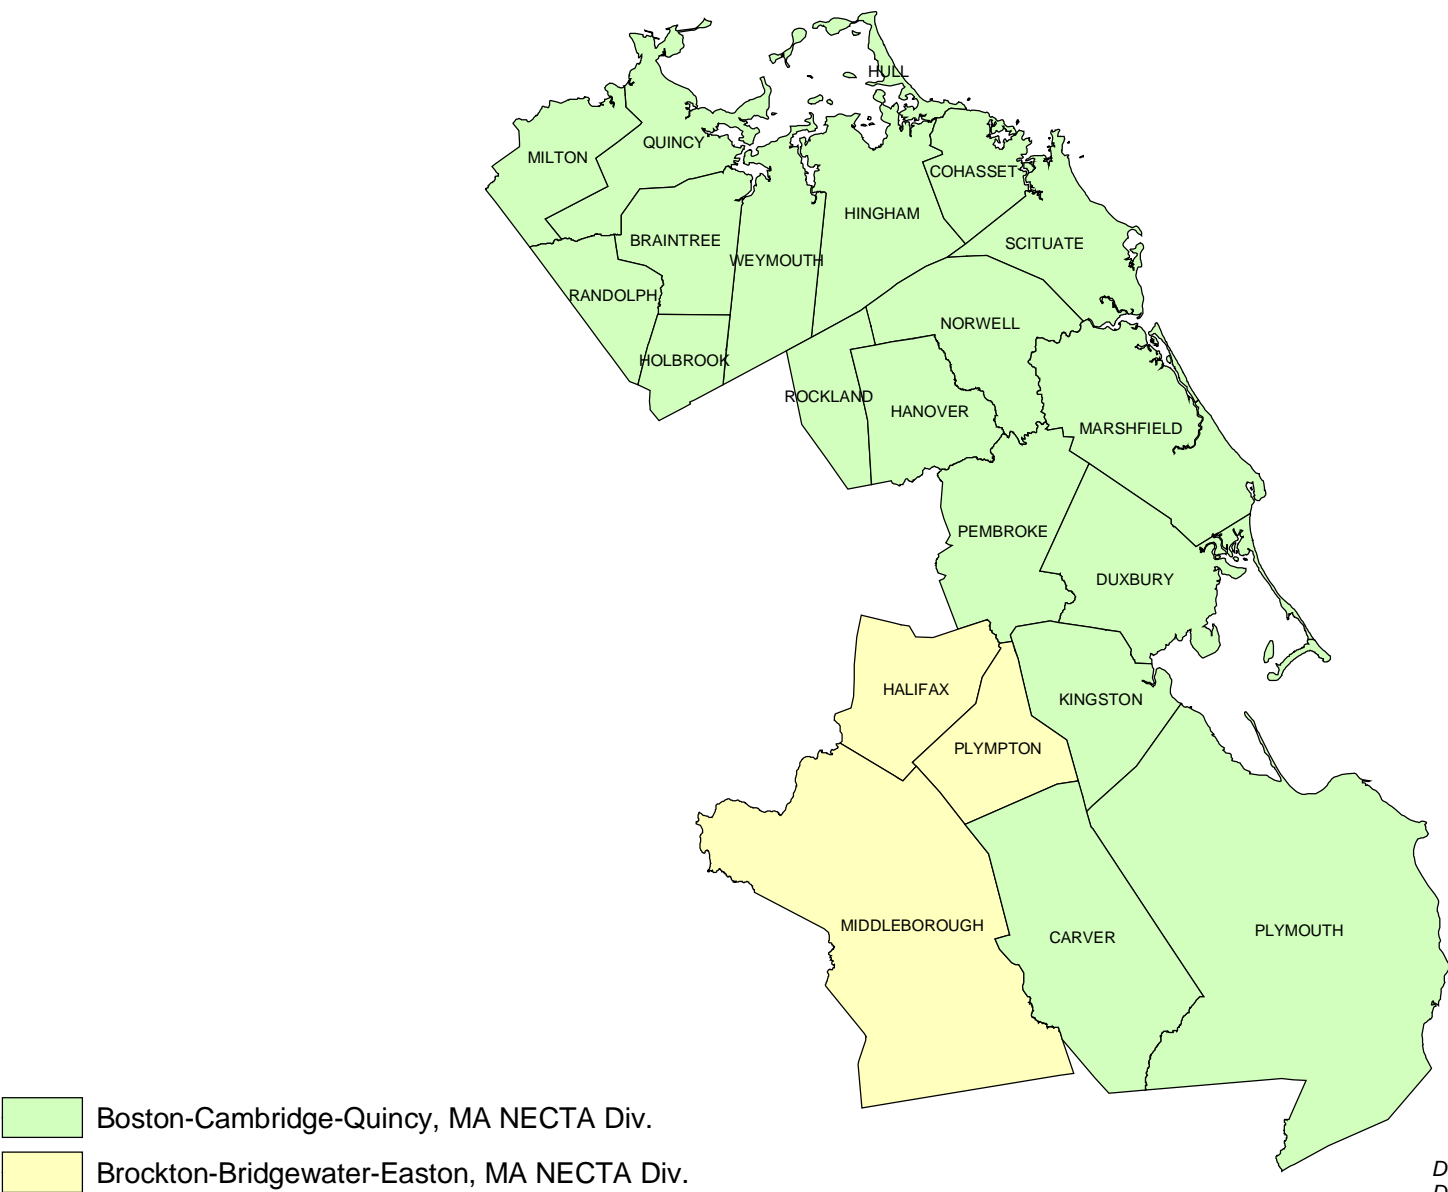 HULL
QUINCY
MILTON
COHASSET
HINGHAM
BRAINTREE
SCITUATE
WEYMOUTH
RANDOLPH
NORWELL
HOLBROOK
ROCKLAND
HANOVER
MARSHFIELD
PEMBROKE
DUXBURY
HALIFAX
KINGSTON
PLYMPTON
MIDDLEBOROUGH
PLYMOUTH
CARVER
Boston-Cambridge-Quincy, MA NECTA Div.
Brockton-Bridgewater-Easton, MA NECTA Div.
D